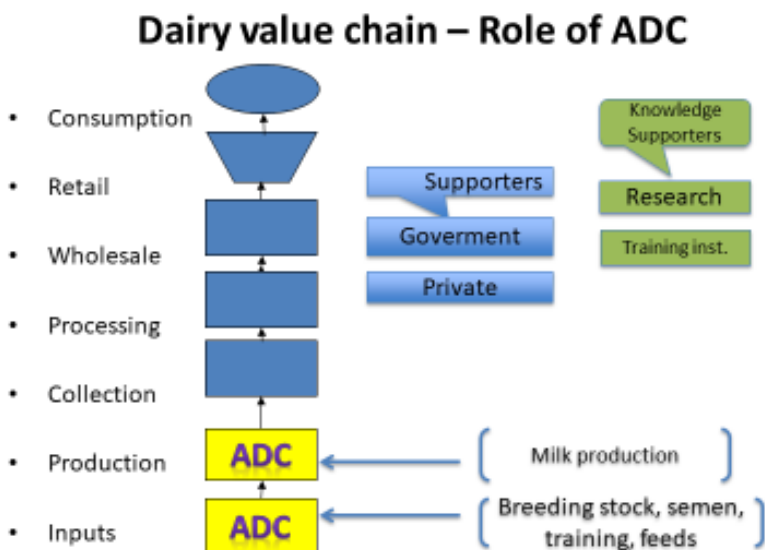 Dairy value chain – Role of ADC
• Consumption
• Retail
• Wholesale
• Processing
• Collection
• Production
• Inputs
ADC
ADC
Supporters
Goverment
Private
Knowledge
Supporters
Research
Training inst.
Milk production
Breeding stock, semen,
training, feeds